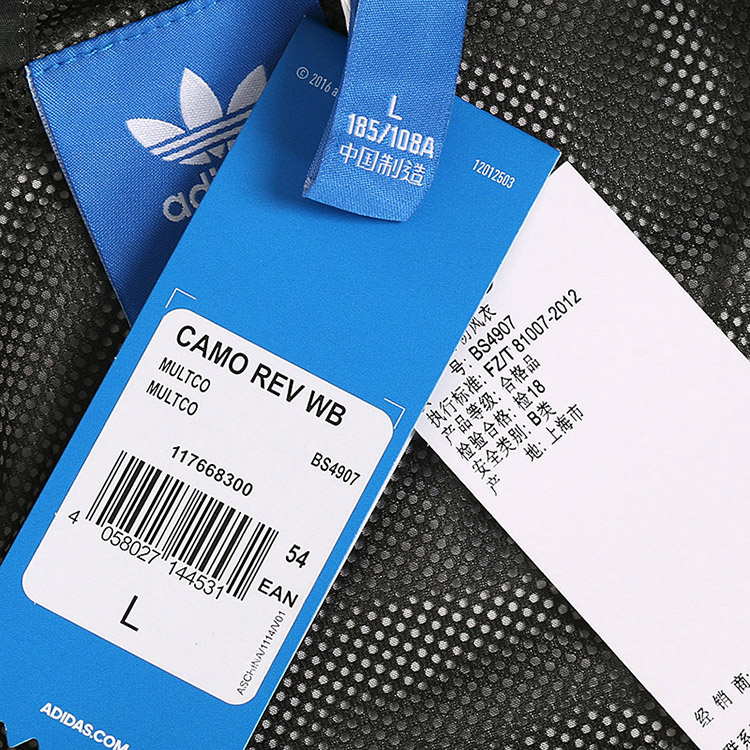 adidas
© 2016 a
L
185/108A
中国制造
12012503
CAMO REV WB
MULTCO
MULTCO
BS4907
117668300
4 058027 144531
54
EAN
L
ASCHINA/1114/V01
ADIDAS.COM
防风衣
号: BS4907
执行标准: FZ/T 81007-2012
产品等级: 合格品
检验合格: 检18
安全类别: B类
产 地: 上海市
经销商:
联系